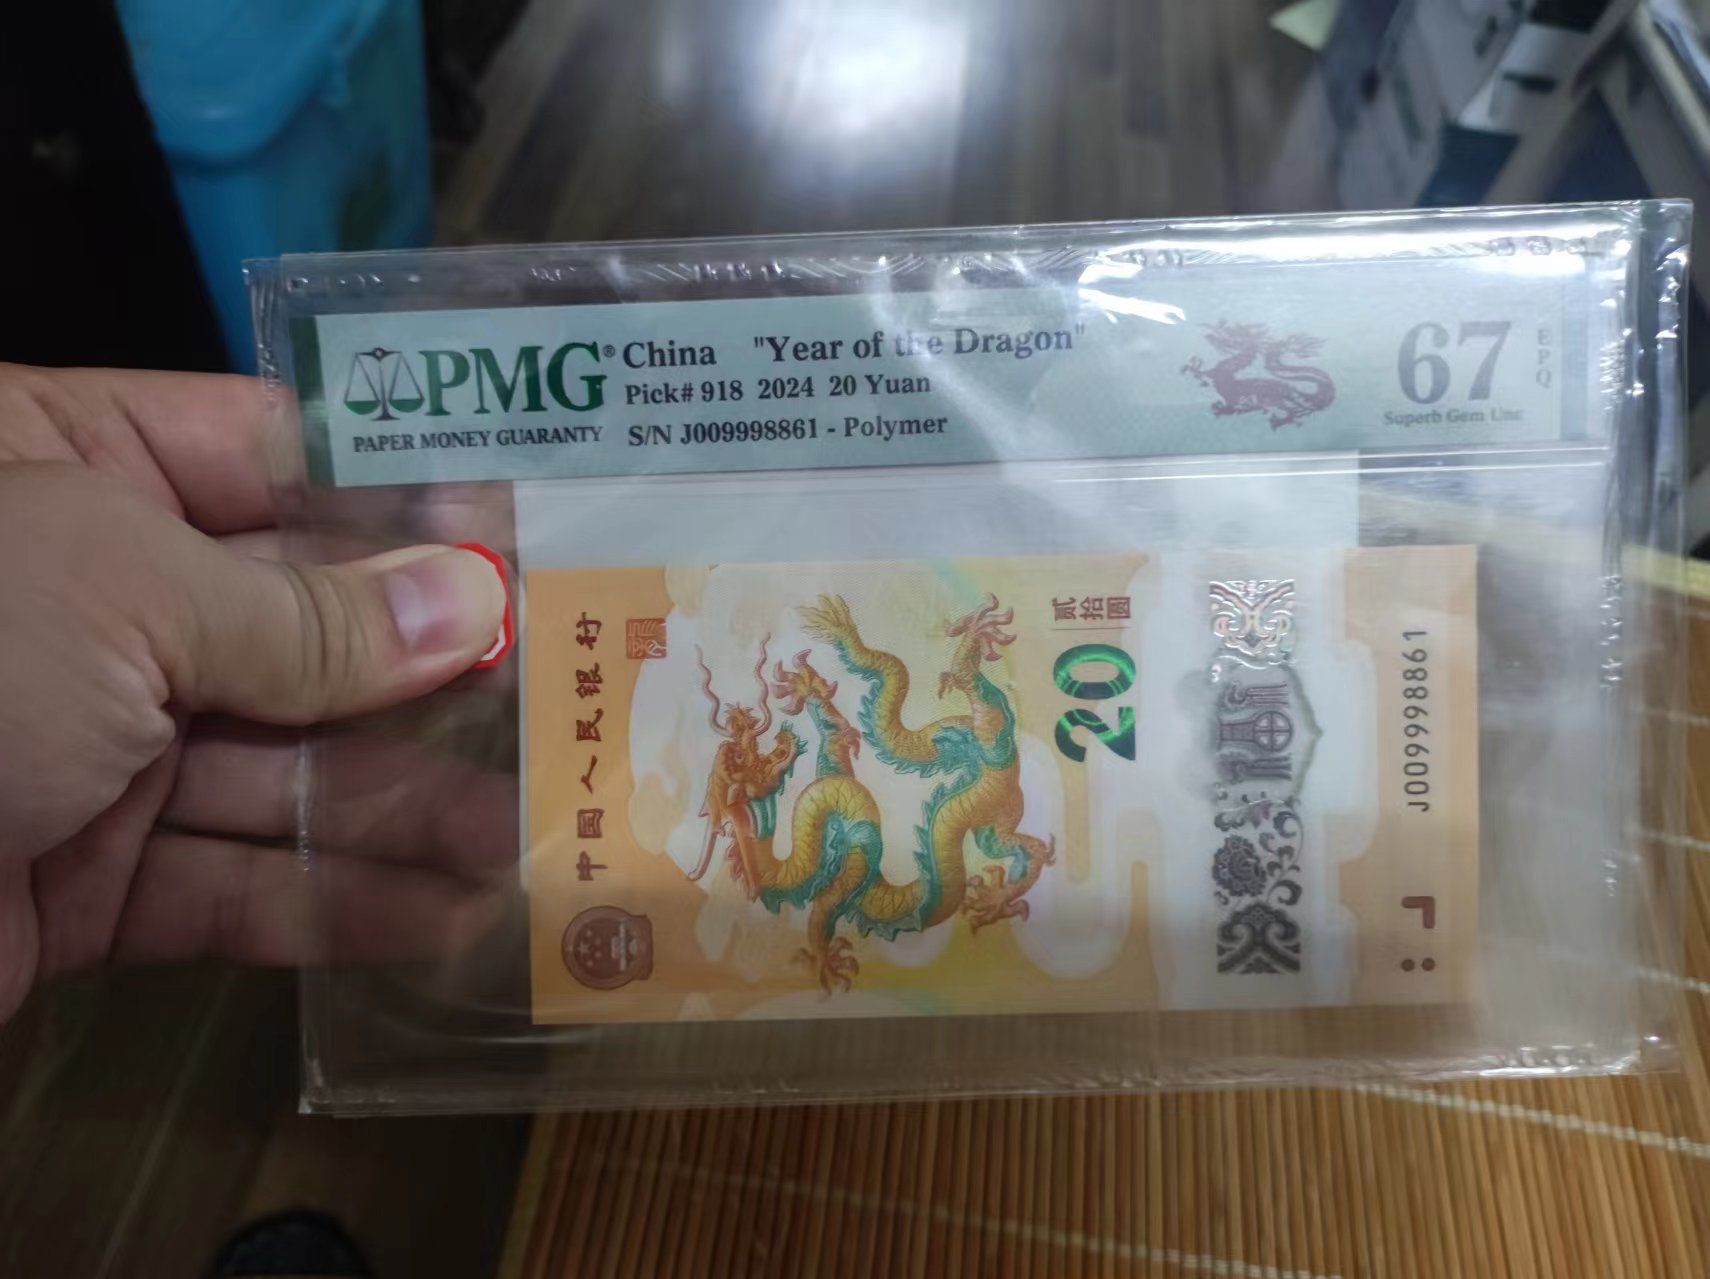 PMG®
PAPER MONEY GUARANTY
China "Year of the Dragon"
Pick# 918 2024 20 Yuan
S/N J009998861 - Polymer
67
EPQ
Superb Gem Unc
中国人民银行
20
贰拾圆
J009998861